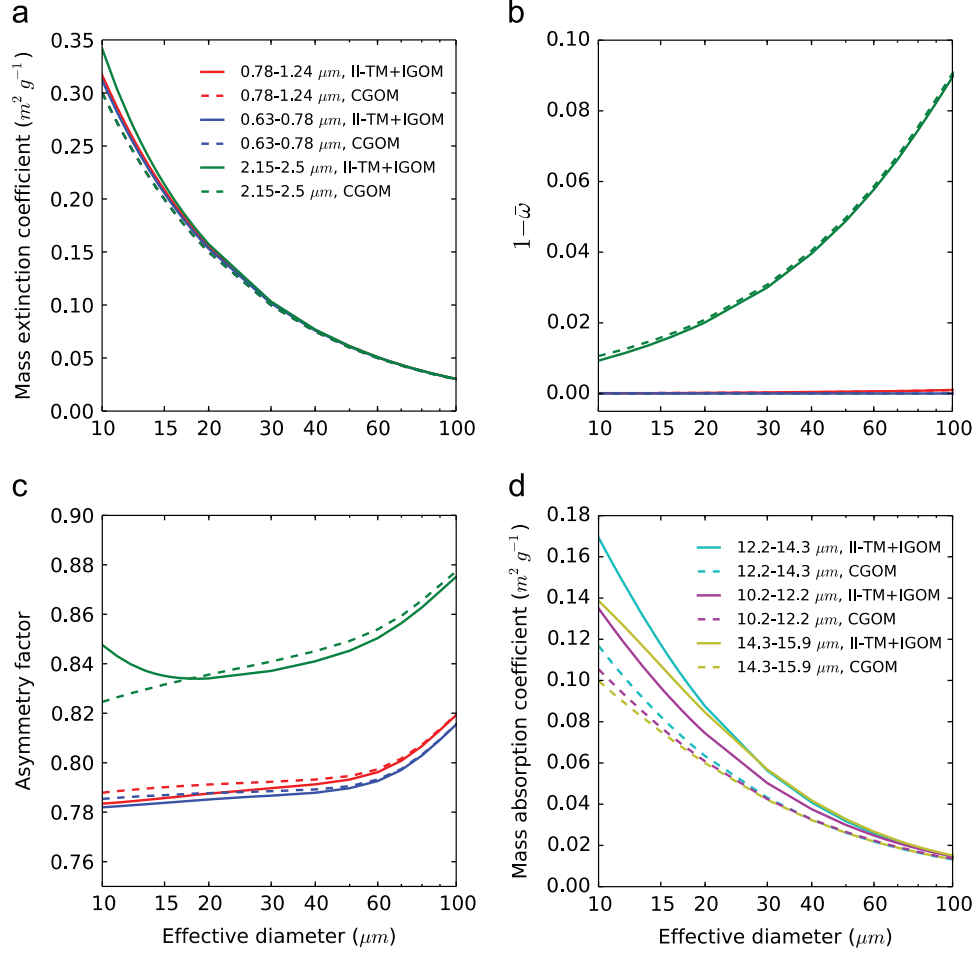 a
0.35
0.30
0.25
0.20
0.15
0.10
0.05
0.00
Mass extinction coefficient (m² g⁻¹)
0.78-1.24 μm, II-TM+IGOM
0.78-1.24 μm, CGOM
0.63-0.78 μm, II-TM+IGOM
0.63-0.78 μm, CGOM
2.15-2.5 μm, II-TM+IGOM
2.15-2.5 μm, CGOM
10 15 20 30 40 60 100
b
0.10
0.08
0.06
0.04
0.02
0.00
1−ω̄
10 15 20 30 40 60 100
c
0.90
0.88
0.86
0.84
0.82
0.80
0.78
0.76
Asymmetry factor
10 15 20 30 40 60 100
Effective diameter (μm)
d
0.18
0.16
0.14
0.12
0.10
0.08
0.06
0.04
0.02
0.00
Mass absorption coefficient (m² g⁻¹)
12.2-14.3 μm, II-TM+IGOM
12.2-14.3 μm, CGOM
10.2-12.2 μm, II-TM+IGOM
10.2-12.2 μm, CGOM
14.3-15.9 μm, II-TM+IGOM
14.3-15.9 μm, CGOM
10 15 20 30 40 60 100
Effective diameter (μm)